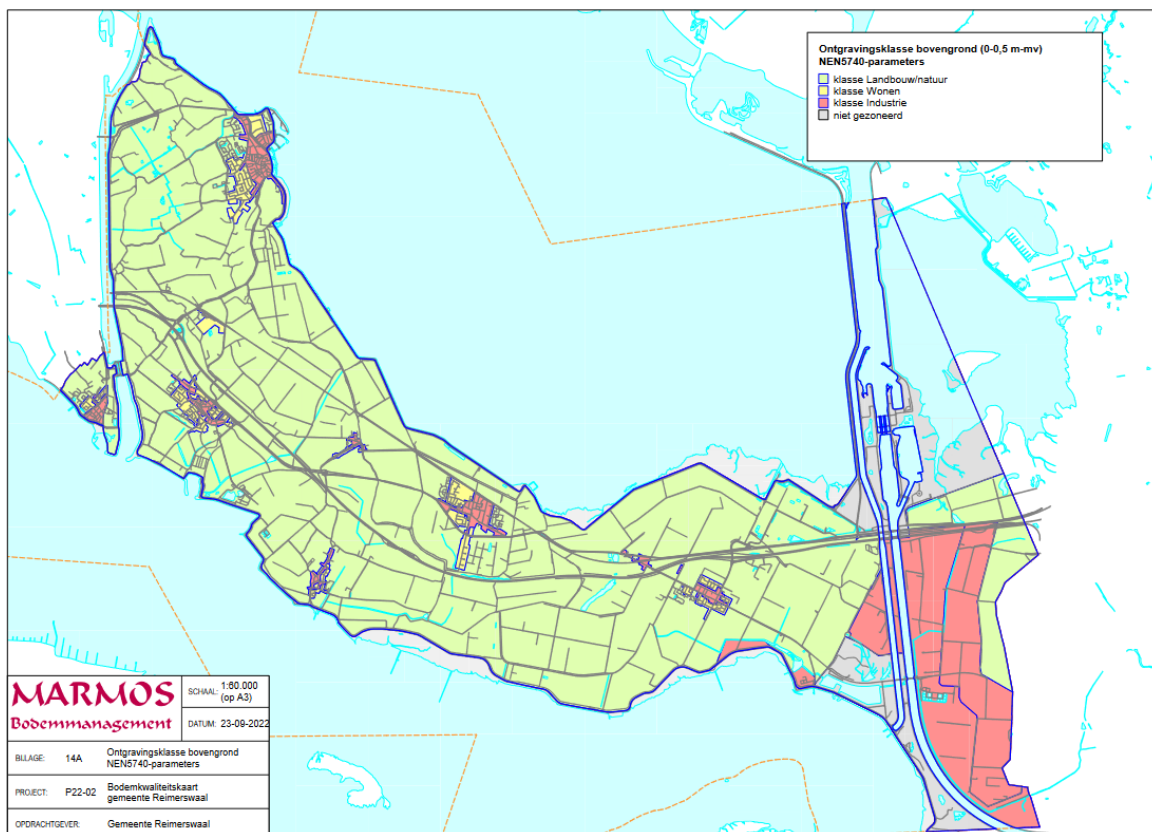 Ontgravingsklasse bovengrond (0-0,5 m-mv)
NEN5740-parameters
klasse Landbouw/natuur
klasse Wonen
klasse Industrie
niet gezoneerd
MARMOS
Bodemmanagement
SCHAAL: 1:60.000
(op A3)
DATUM: 23-09-2022
BIJLAGE: 14A Ontgravingsklasse bovengrond
NEN5740-parameters
PROJECT: P22-02 Bodemkwaliteitskaart
gemeente Reimerswaal
OPDRACHTGEVER: Gemeente Reimerswaal